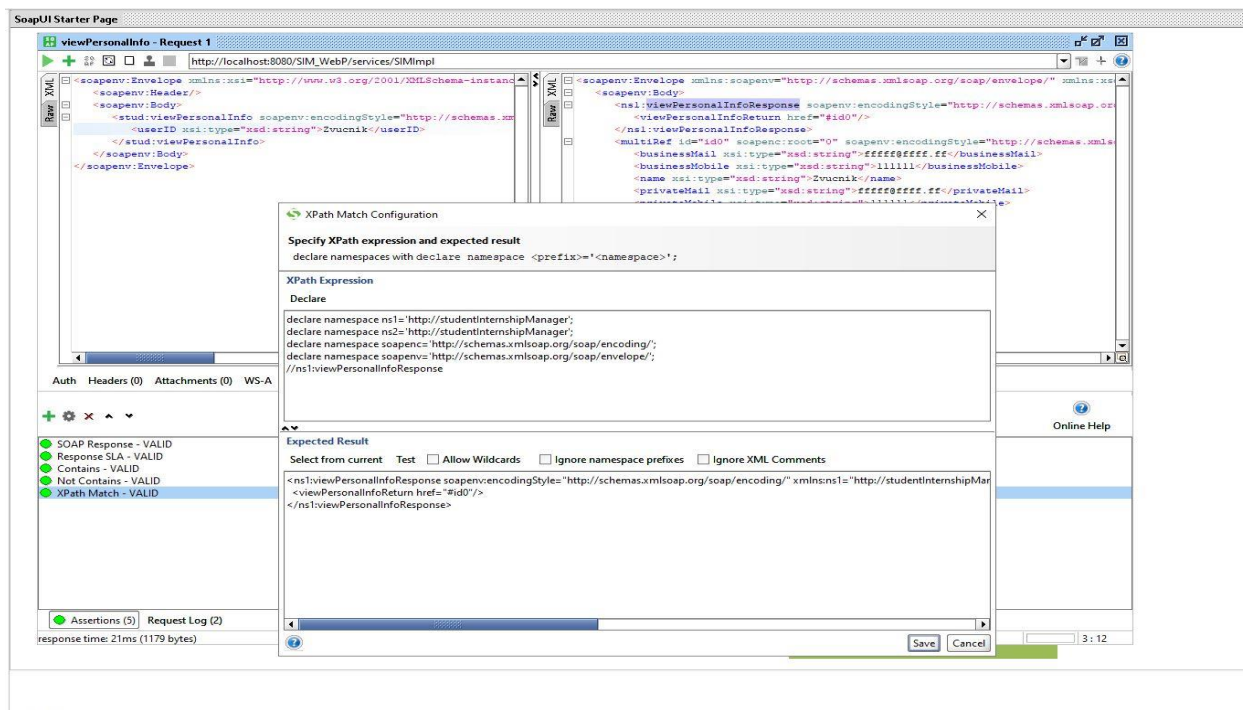 SoapUI Starter Page
viewPersonalInfo - Request 1
http://localhost:8080/SIM_WebP/services/SIMImpl
XML
Raw
<soapenv:Envelope xmlns:xsi="http://www.w3.org/2001/XMLSchema-instanc
<soapenv:Header/>
<soapenv:Body>
<stud:viewPersonalInfo soapenv:encodingStyle="http://schemas.xm
<userID xsi:type="xsd:string">Zvucnik</userID>
</stud:viewPersonalInfo>
</soapenv:Body>
</soapenv:Envelope>
XML
Raw
<soapenv:Envelope xmlns:soapenv="http://schemas.xmlsoap.org/soap/envelope/" xmlns:xs
<soapenv:Body>
<ns1:viewPersonalInfoResponse soapenv:encodingStyle="http://schemas.xmlsoap.or
<viewPersonalInfoReturn href="#id0"/>
</ns1:viewPersonalInfoResponse>
<multiRef id="id0" soapenc:root="0" soapenv:encodingStyle="http://schemas.xmls
<businessMail xsi:type="xsd:string">fffff@ffff.ff</businessMail>
<businessMobile xsi:type="xsd:string">111111</businessMobile>
<name xsi:type="xsd:string">Zvucnik</name>
<privateMail xsi:type="xsd:string">fffff@ffff.ff</privateMail>
<privateMobile xsi:type="xsd:string">111111</privateMobile>
XPath Match Configuration
Specify XPath expression and expected result
declare namespaces with declare namespace <prefix>='<namespace>';
XPath Expression
Declare
declare namespace ns1='http://studentInternshipManager';
declare namespace ns2='http://studentInternshipManager';
declare namespace soapenc='http://schemas.xmlsoap.org/soap/encoding/';
declare namespace soapenv='http://schemas.xmlsoap.org/soap/envelope/';
//ns1:viewPersonalInfoResponse
Expected Result
Select from current Test Allow Wildcards Ignore namespace prefixes Ignore XML Comments
<ns1:viewPersonalInfoResponse soapenv:encodingStyle="http://schemas.xmlsoap.org/soap/encoding/" xmlns:ns1="http://studentInternshipMar
<viewPersonalInfoReturn href="#id0"/>
</ns1:viewPersonalInfoResponse>
Save Cancel
Auth Headers (0) Attachments (0) WS-A
Online Help
SOAP Response - VALID
Response SLA - VALID
Contains - VALID
Not Contains - VALID
XPath Match - VALID
Assertions (5) Request Log (2)
response time: 21ms (1179 bytes)
3 : 12